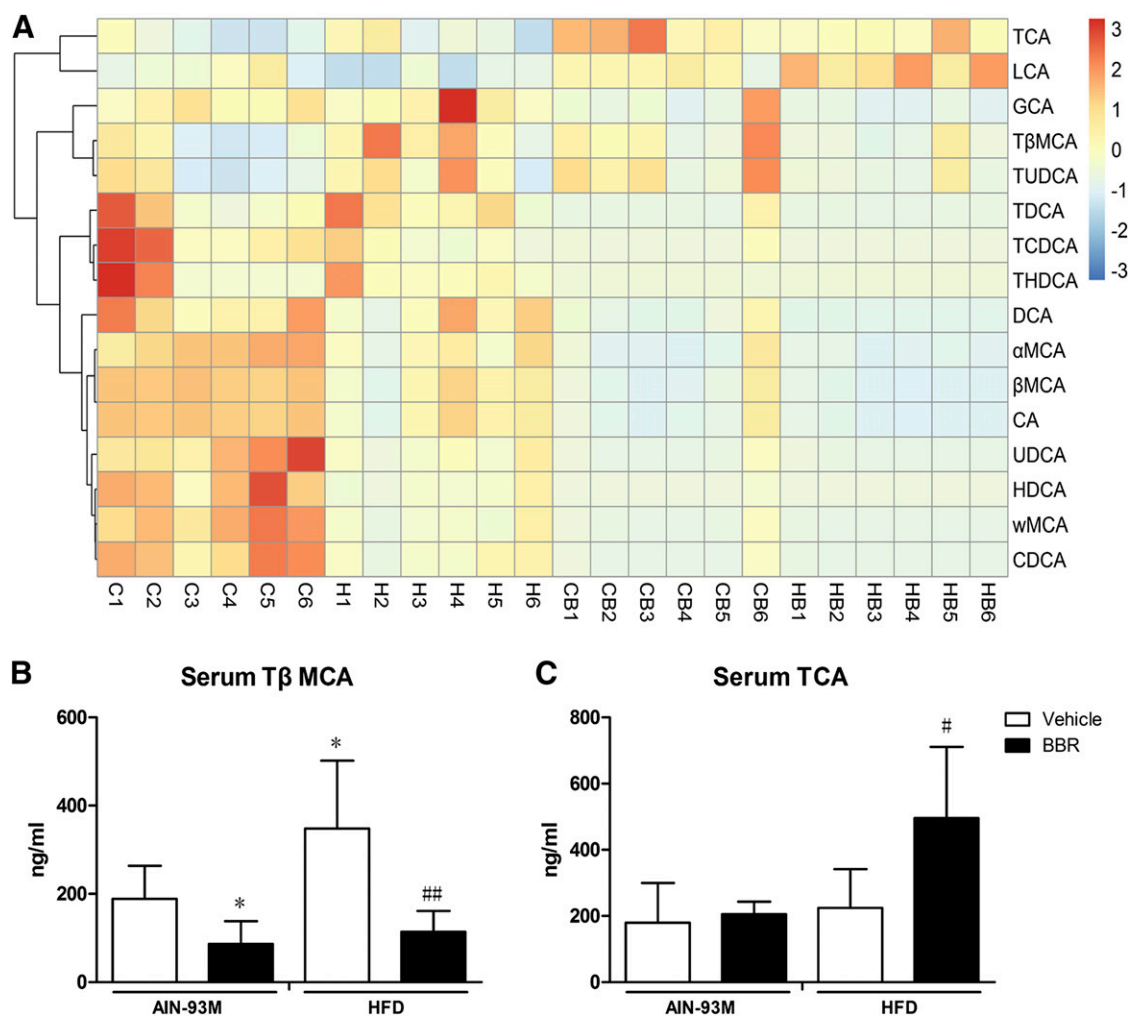 A
TCA
LCA
GCA
TβMCA
TUDCA
TDCA
TCDCA
THDCA
DCA
αMCA
βMCA
CA
UDCA
HDCA
wMCA
CDCA
3
2
1
0
-1
-2
-3
C1 C2 C3 C4 C5 C6 H1 H2 H3 H4 H5 H6 CB1 CB2 CB3 CB4 CB5 CB6 HB1 HB2 HB3 HB4 HB5 HB6
B
Serum Tβ MCA
ng/ml
600
400
200
0
*
*
##
AIN-93M HFD
C
Serum TCA
ng/ml
800
600
400
200
0
#
AIN-93M HFD
Vehicle
BBR